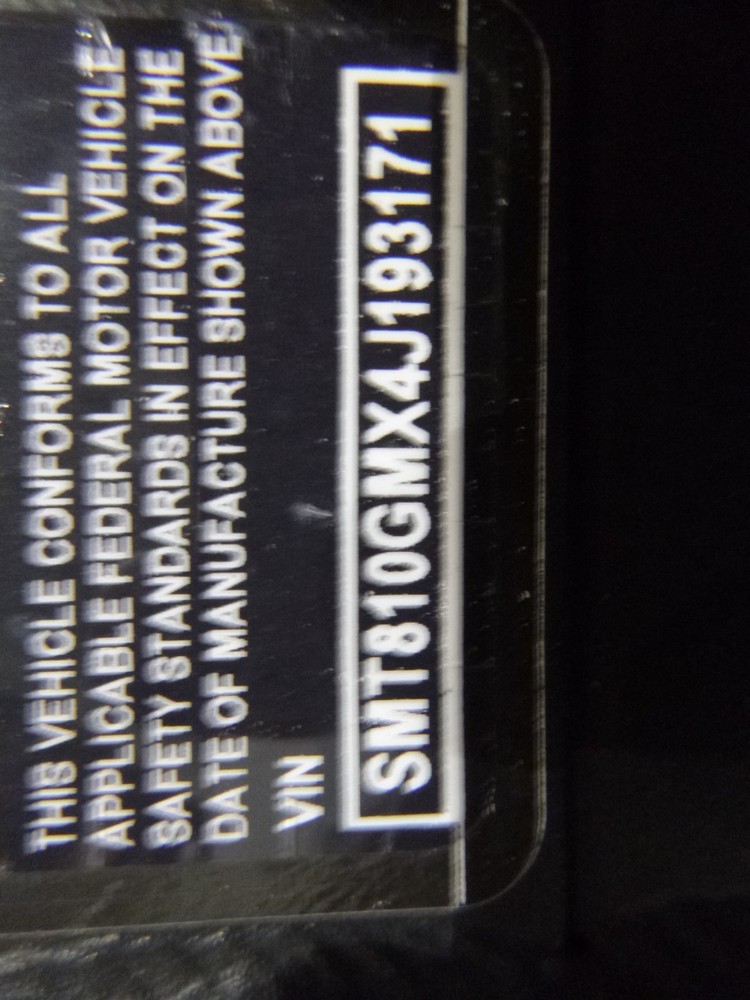 THIS VEHICLE CONFORMS TO ALL
APPLICABLE FEDERAL MOTOR VEHICLE
SAFETY STANDARDS IN EFFECT ON THE
DATE OF MANUFACTURE SHOWN ABOVE
VIN
SMT810GMX4J193171